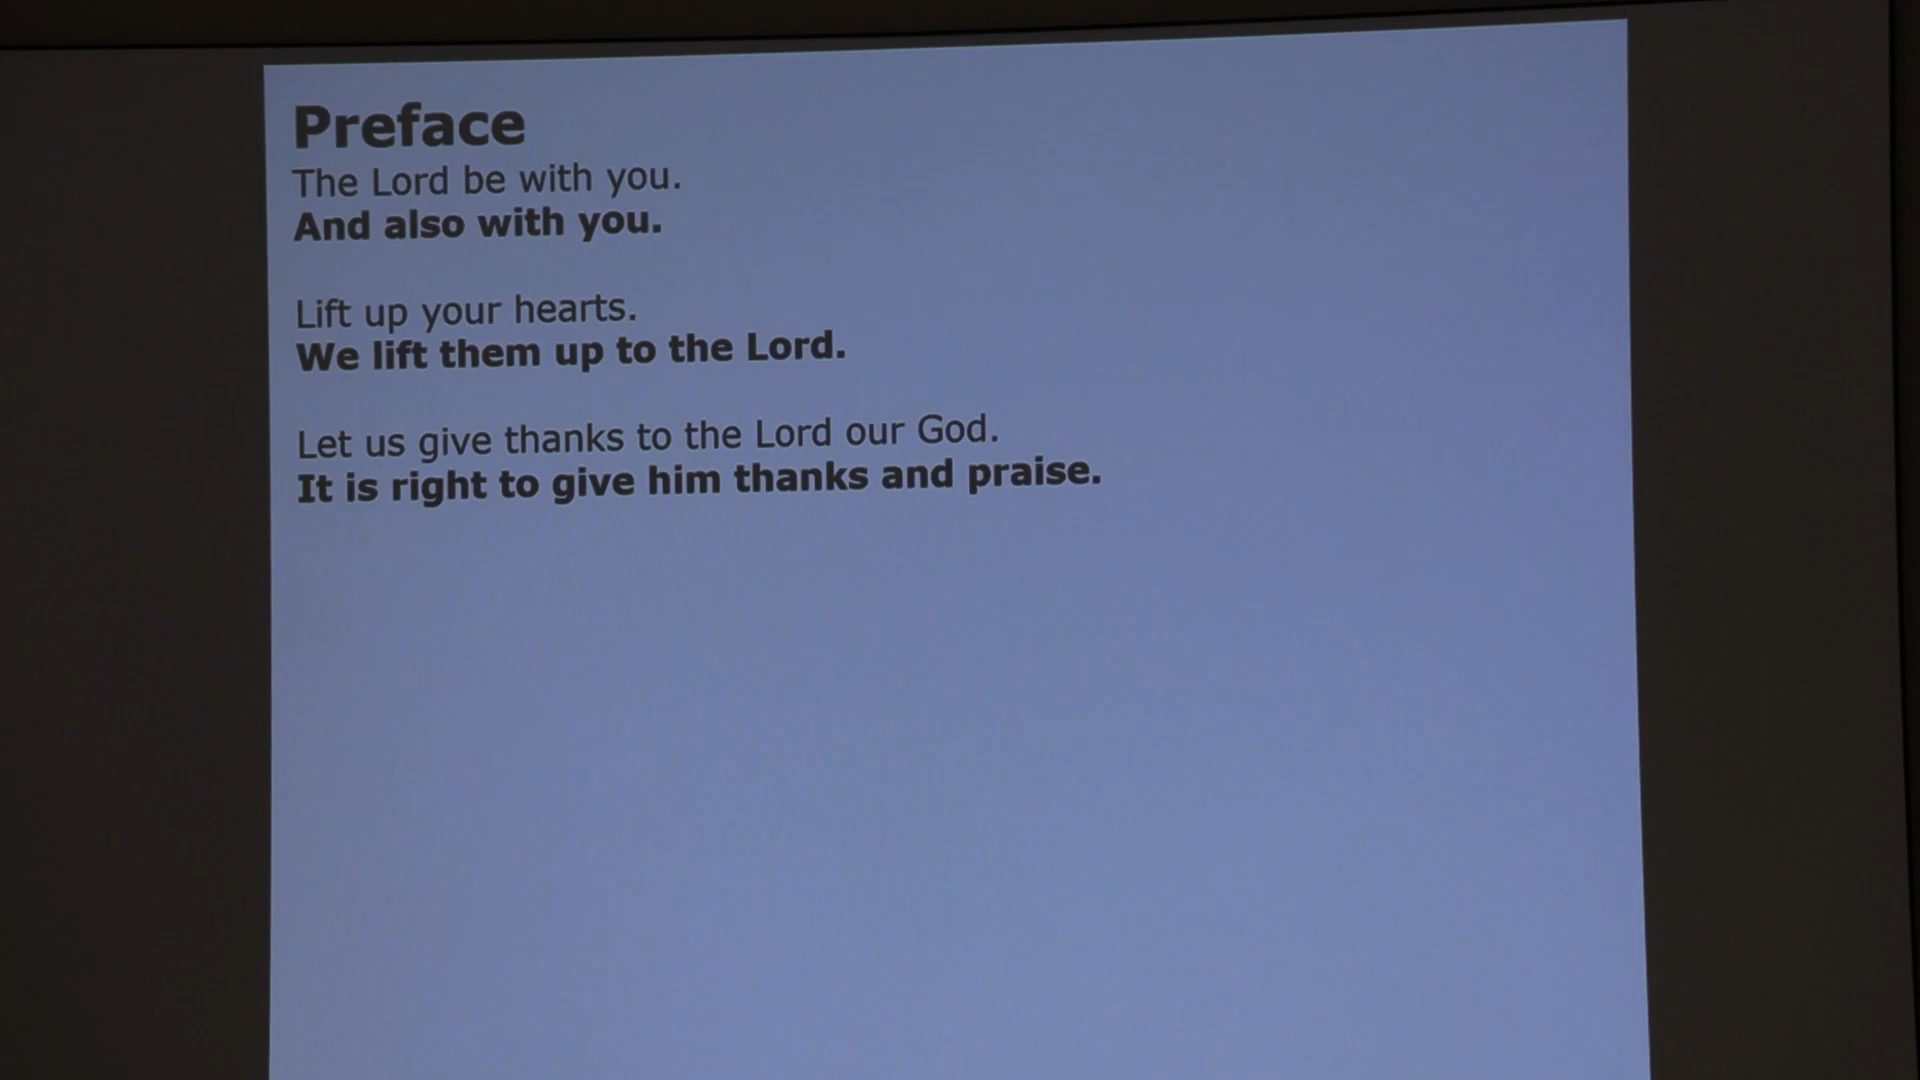 Preface
The Lord be with you.
And also with you.
Lift up your hearts.
We lift them up to the Lord.
Let us give thanks to the Lord our God.
It is right to give him thanks and praise.